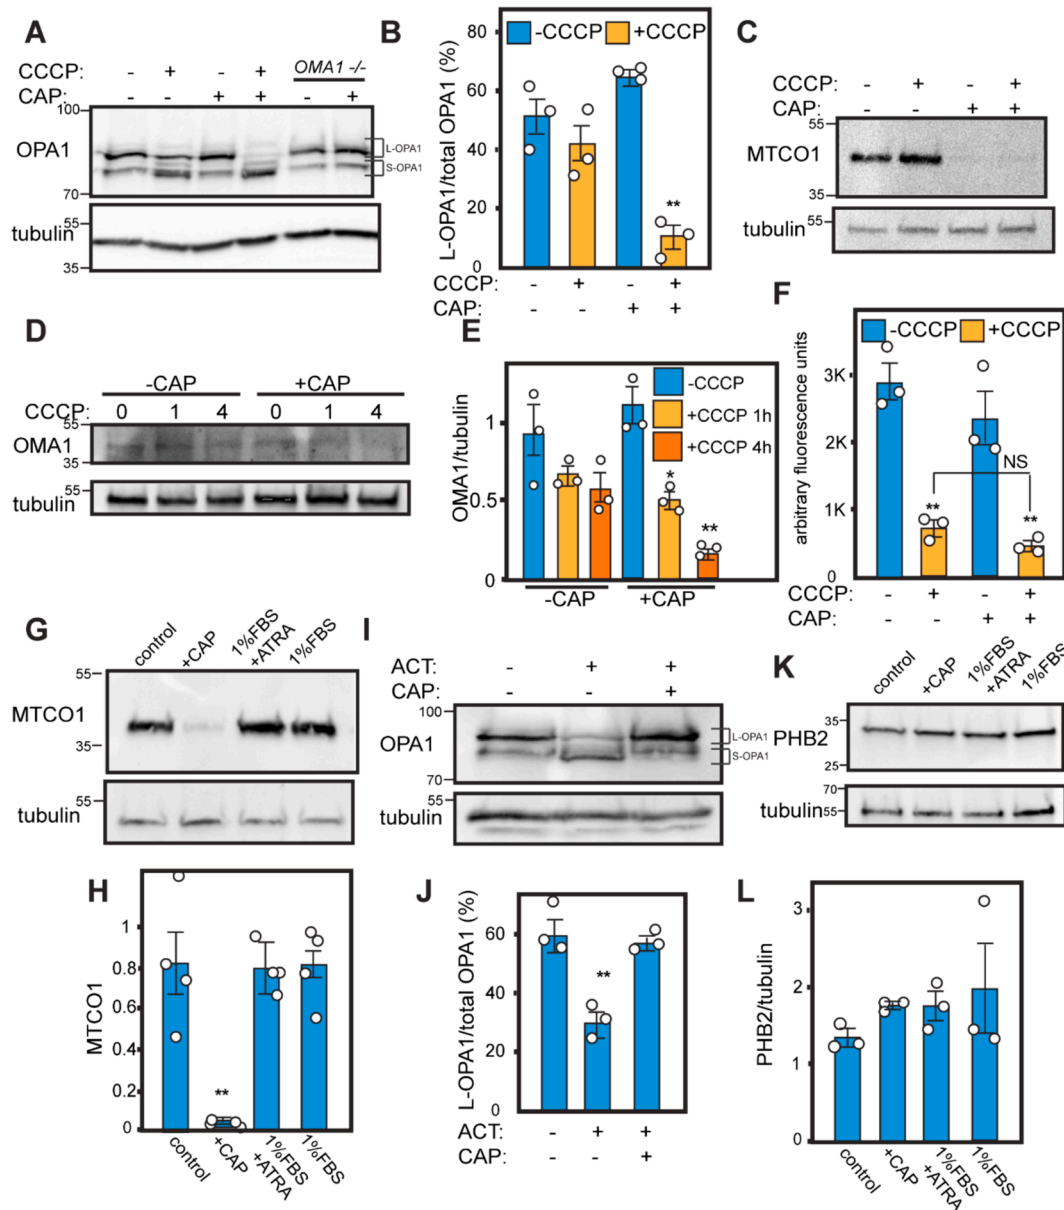 A
CCCP: - + - + OMA1 -/-
CAP: - - + + - +
100
OPA1
L-OPA1
S-OPA1
70
tubulin
55
35
B
-CCCP +CCCP
L-OPA1/total OPA1 (%)
80
60
40
20
0
**
CCCP: - + - +
CAP: - - + +
C
CCCP: - + - +
CAP: - - + +
55
MTCO1
35
tubulin
55
D
-CAP +CAP
CCCP: 0 1 4 0 1 4
OMA1
55
35
tubulin
55
35
E
-CCCP
+CCCP 1h
+CCCP 4h
OMA1/tubulin
1
0.5
0
*
**
-CAP +CAP
F
-CCCP +CCCP
arbitrary fluorescence units
3K
2K
1K
0
NS
**
**
CCCP: - + - +
CAP: - - + +
G
control +CAP 1%FBS +ATRA 1%FBS
55
MTCO1
35
tubulin
55
H
MTCO1
1
0.8
0.6
0.4
0.2
0
**
control +CAP 1%FBS +ATRA 1%FBS
I
ACT: - + +
CAP: - - +
100
OPA1
L-OPA1
S-OPA1
70
tubulin
55
J
L-OPA1/total OPA1 (%)
60
40
20
0
**
ACT: - + +
CAP: - - +
K
control +CAP 1%FBS +ATRA 1%FBS
35
PHB2
25
70
tubulin
55
L
PHB2/tubulin
3
2
1
0
control +CAP 1%FBS +ATRA 1%FBS